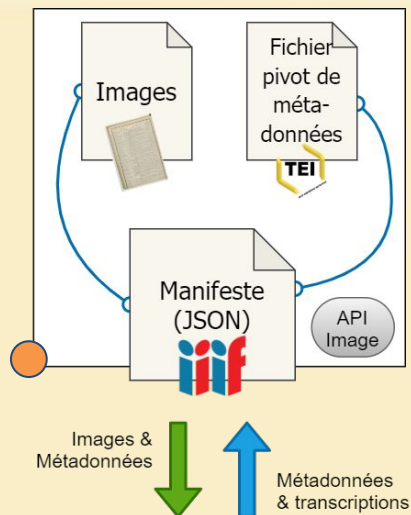 Images
Fichier
pivot de
méta-
données
TEI
Manifeste
(JSON)
iiif
API
Image
Images &
Métadonnées
Métadonnées
& transcriptions